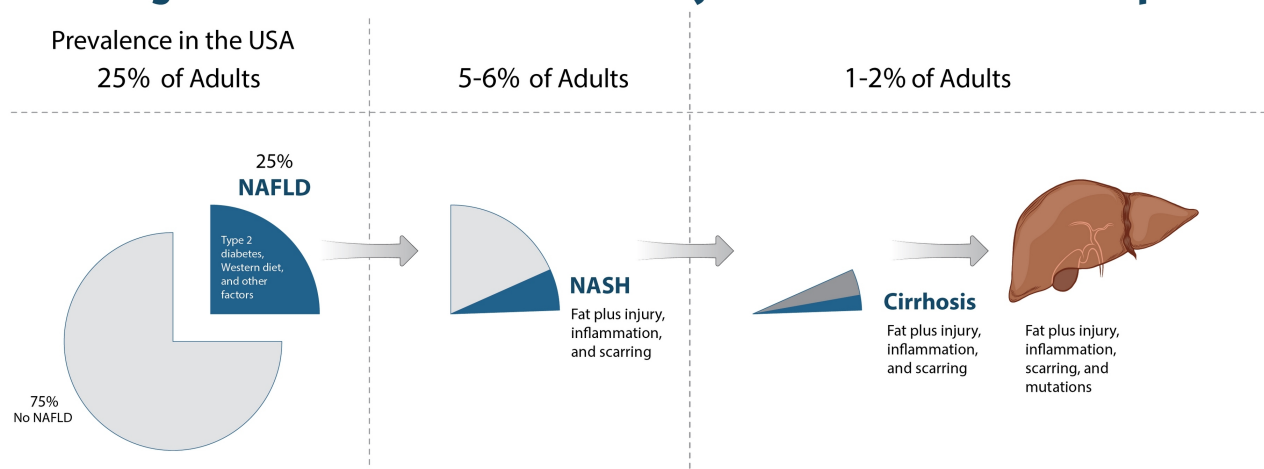 Prevalence in the USA
25% of Adults
5-6% of Adults
1-2% of Adults
25%
NAFLD
Type 2
diabetes,
Western diet,
and other
factors
75%
No NAFLD
NASH
Fat plus injury,
inflammation,
and scarring
Cirrhosis
Fat plus injury,
inflammation,
and scarring
Fat plus injury,
inflammation,
scarring, and
mutations